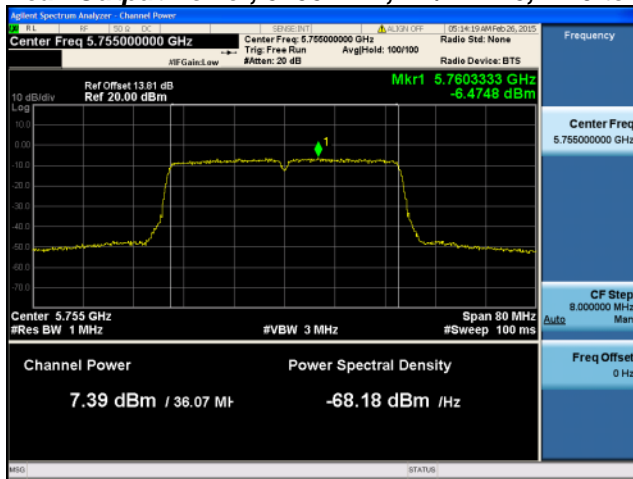 Agilent Spectrum Analyzer - Channel Power
RL RF 50 Ω DC SENSE:INT ALIGN OFF 05:14:19 AM Feb 26, 2015
Center Freq 5.755000000 GHz Center Freq: 5.755000000 GHz Radio Std: None Frequency
Trig: Free Run Avg|Hold: 100/100
#IFGain:Low #Atten: 20 dB Radio Device: BTS
Mkr1 5.7603333 GHz
Ref Offset 13.81 dB
10 dB/div Ref 20.00 dBm -6.4748 dBm
Log
10.0
0.00
-10.0
-20.0
-30.0
-40.0
-50.0
-60.0
-70.0
1
Center Freq
5.755000000 GHz
Center 5.755 GHz Span 80 MHz
#Res BW 1 MHz #VBW 3 MHz #Sweep 100 ms
CF Step
8.000000 MHz
Auto Man
Channel Power Power Spectral Density
Freq Offset
0 Hz
7.39 dBm / 36.07 MH -68.18 dBm /Hz
MSG STATUS